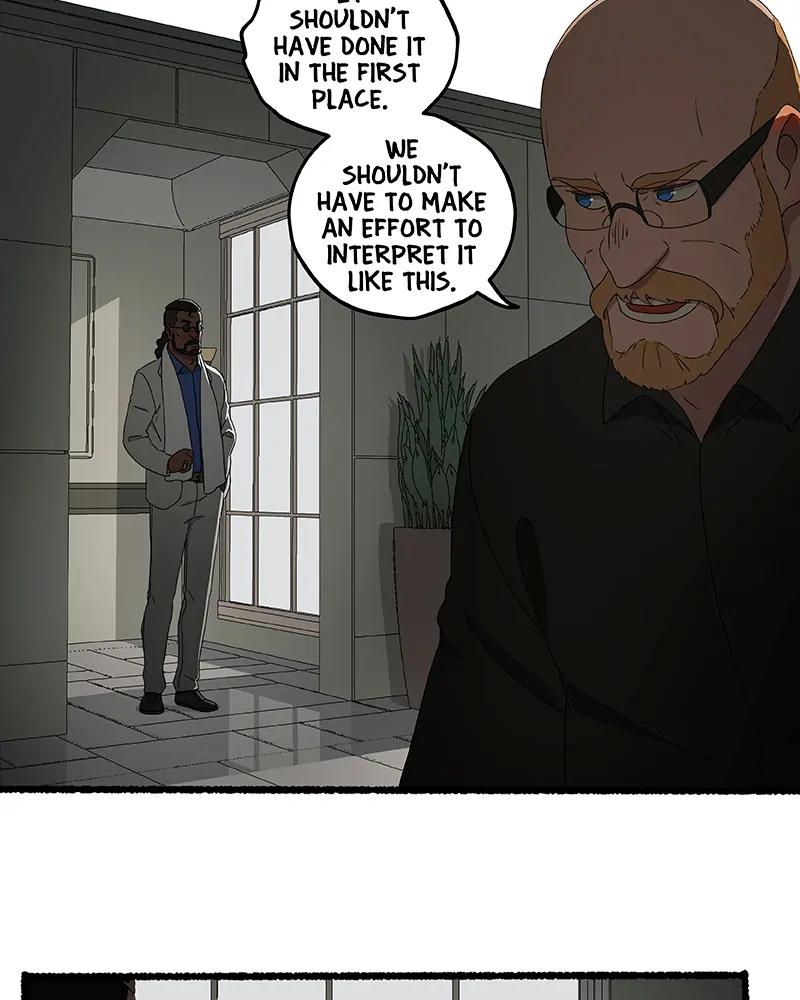 SHOULDN'T
HAVE DONE IT
IN THE FIRST
PLACE.
WE
SHOULDN'T
HAVE TO MAKE
AN EFFORT TO
INTERPRET IT
LIKE THIS.